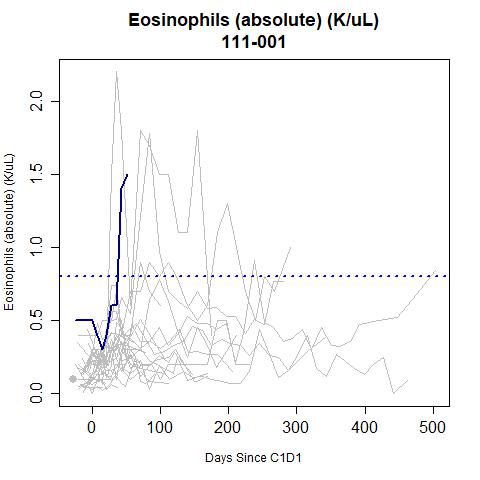 Eosinophils (absolute) (K/uL)
111-001
Eosinophils (absolute) (K/uL)
2.0
1.5
1.0
0.5
0.0
0 100 200 300 400 500
Days Since C1D1